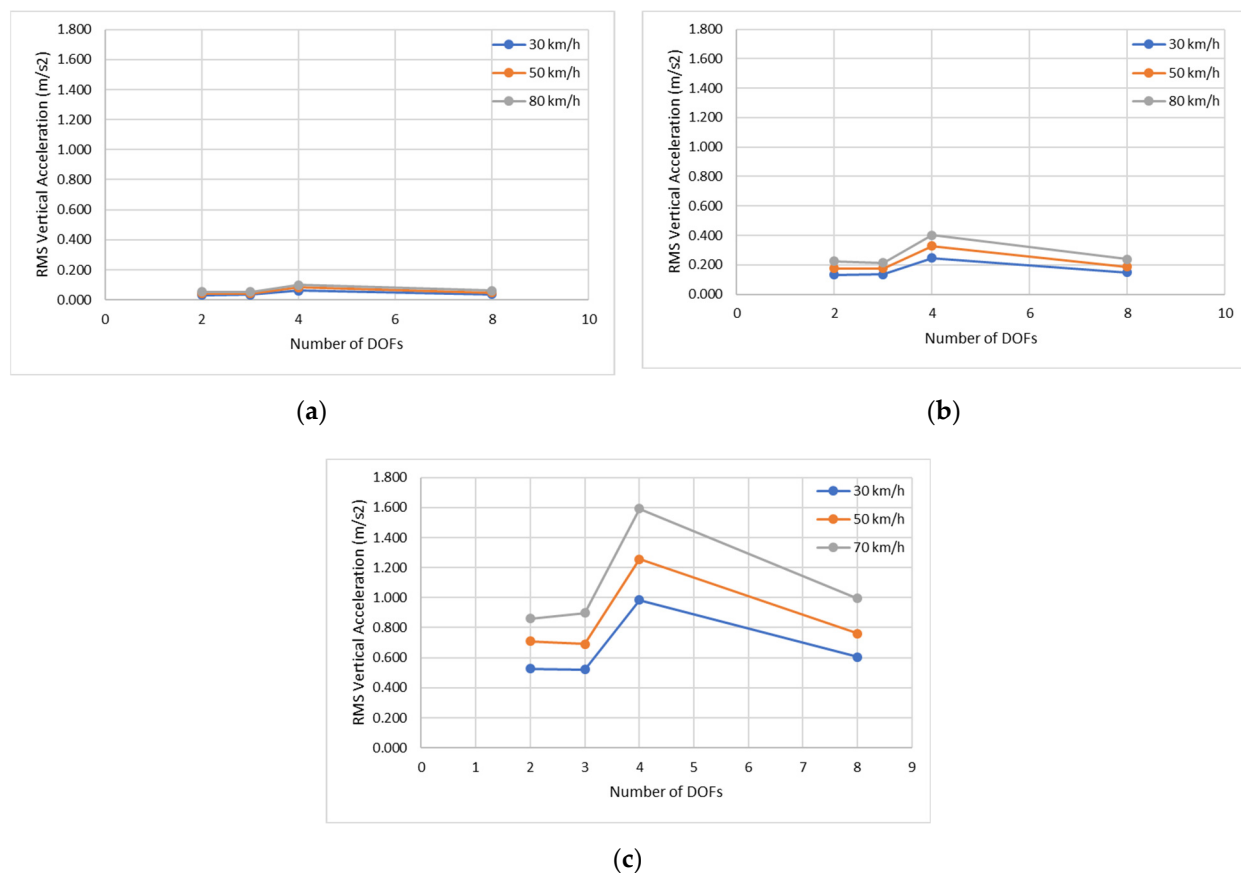 1.800
1.600
1.400
1.200
1.000
0.800
0.600
0.400
0.200
0.000
RMS Vertical Acceleration (m/s2)
30 km/h
50 km/h
80 km/h
0 2 4 6 8 10
Number of DOFs
(a)
1.800
1.600
1.400
1.200
1.000
0.800
0.600
0.400
0.200
0.000
RMS Vertical Acceleration (m/s2)
30 km/h
50 km/h
80 km/h
0 2 4 6 8 10
Number of DOFs
(b)
1.800
1.600
1.400
1.200
1.000
0.800
0.600
0.400
0.200
0.000
RMS Vertical Acceleration (m/s2)
30 km/h
50 km/h
70 km/h
0 1 2 3 4 5 6 7 8 9
Number of DOFs
(c)